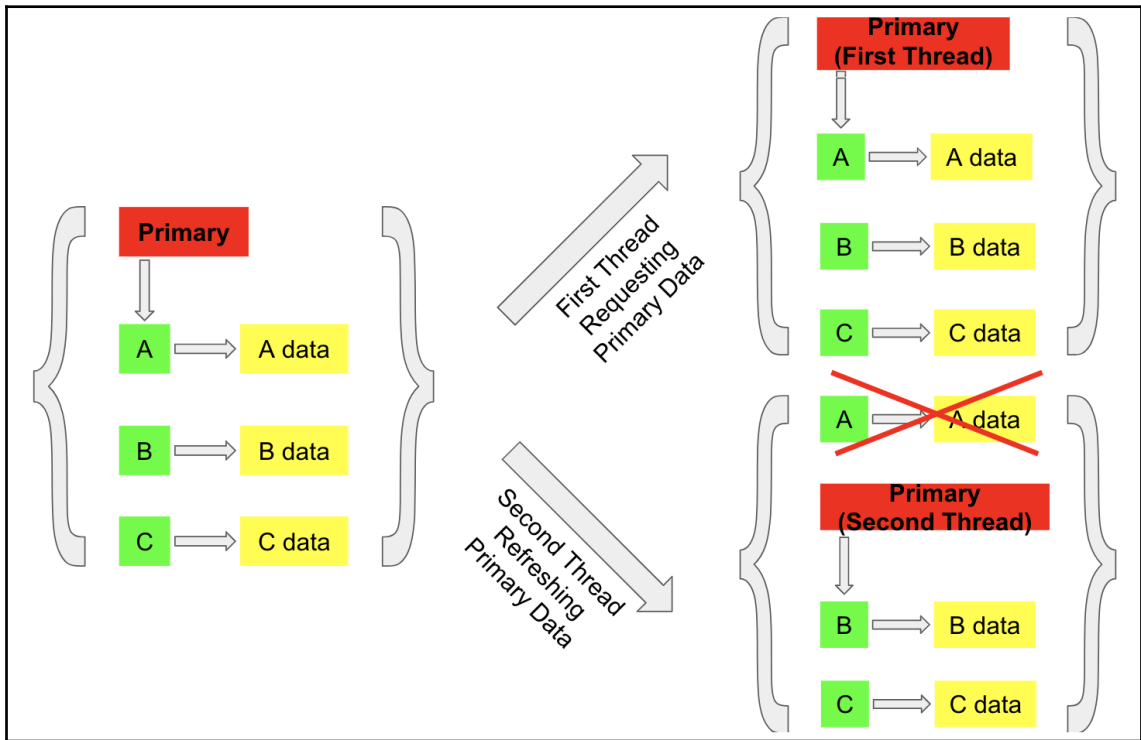 Primary
A
A data
B
B data
C
C data
First Thread
Requesting
Primary Data
Second Thread
Refreshing
Primary Data
Primary
(First Thread)
A
A data
B
B data
C
C data
A
A data
Primary
(Second Thread)
B
B data
C
C data